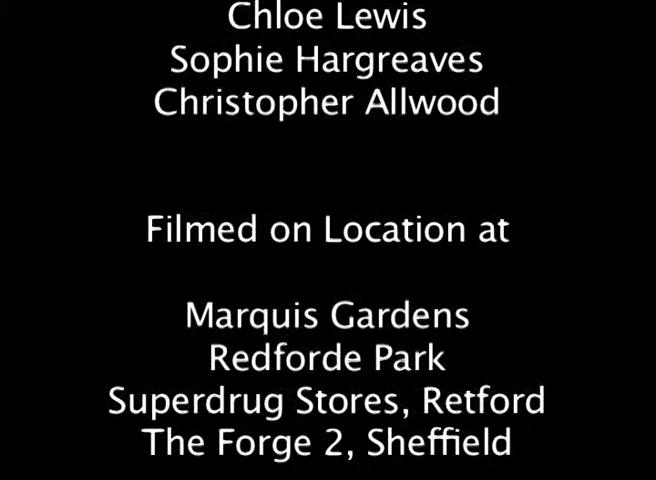 Chloe Lewis
Sophie Hargreaves
Christopher Allwood
Filmed on Location at
Marquis Gardens
Redforde Park
Superdrug Stores, Retford
The Forge 2, Sheffield